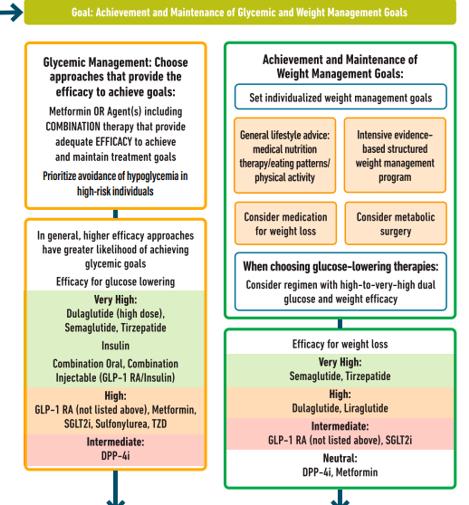 Goal: Achievement and Maintenance of Glycemic and Weight Management Goals
Glycemic Management: Choose
approaches that provide the
efficacy to achieve goals:
Metformin OR Agent(s) including
COMBINATION therapy that provide
adequate EFFICACY to achieve
and maintain treatment goals
Prioritize avoidance of hypoglycemia in
high-risk individuals
In general, higher efficacy approaches
have greater likelihood of achieving
glycemic goals
Efficacy for glucose lowering
Very High:
Dulaglutide (high dose),
Semaglutide, Tirzepatide
Insulin
Combination Oral, Combination
Injectable (GLP-1 RA/Insulin)
High:
GLP-1 RA (not listed above), Metformin,
SGLT2i, Sulfonylurea, TZD
Intermediate:
DPP-4i
Achievement and Maintenance of
Weight Management Goals:
Set individualized weight management goals
General lifestyle advice:
medical nutrition
therapy/eating patterns/
physical activity
Intensive evidence-
based structured
weight management
program
Consider medication
for weight loss
Consider metabolic
surgery
When choosing glucose-lowering therapies:
Consider regimen with high-to-very-high dual
glucose and weight efficacy
Efficacy for weight loss
Very High:
Semaglutide, Tirzepatide
High:
Dulaglutide, Liraglutide
Intermediate:
GLP-1 RA (not listed above), SGLT2i
Neutral:
DPP-4i, Metformin